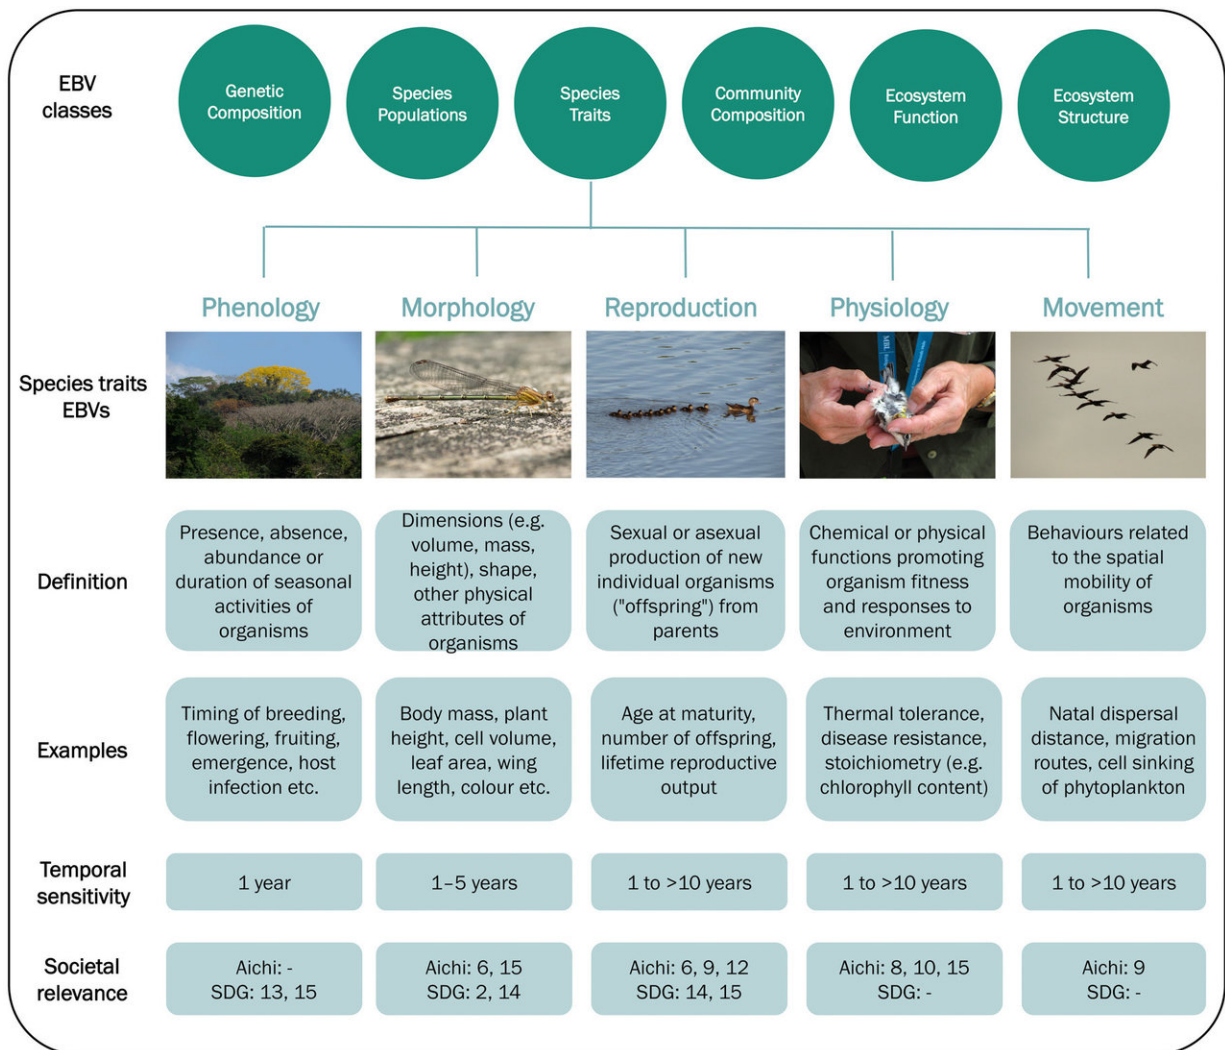 EBV
classes
Genetic
Composition
Species
Populations
Species
Traits
Community
Composition
Ecosystem
Function
Ecosystem
Structure
Species traits
EBVs
Phenology
Morphology
Reproduction
Physiology
Movement
MBL
Definition
Presence, absence,
abundance or
duration of seasonal
activities of
organisms
Dimensions (e.g.
volume, mass,
height), shape,
other physical
attributes of
organisms
Sexual or asexual
production of new
individual organisms
("offspring") from
parents
Chemical or physical
functions promoting
organism fitness
and responses to
environment
Behaviours related
to the spatial
mobility of
organisms
Examples
Timing of breeding,
flowering, fruiting,
emergence, host
infection etc.
Body mass, plant
height, cell volume,
leaf area, wing
length, colour etc.
Age at maturity,
number of offspring,
lifetime reproductive
output
Thermal tolerance,
disease resistance,
stoichiometry (e.g.
chlorophyll content)
Natal dispersal
distance, migration
routes, cell sinking
of phytoplankton
Temporal
sensitivity
1 year
1–5 years
1 to >10 years
1 to >10 years
1 to >10 years
Societal
relevance
Aichi: -
SDG: 13, 15
Aichi: 6, 15
SDG: 2, 14
Aichi: 6, 9, 12
SDG: 14, 15
Aichi: 8, 10, 15
SDG: -
Aichi: 9
SDG: -